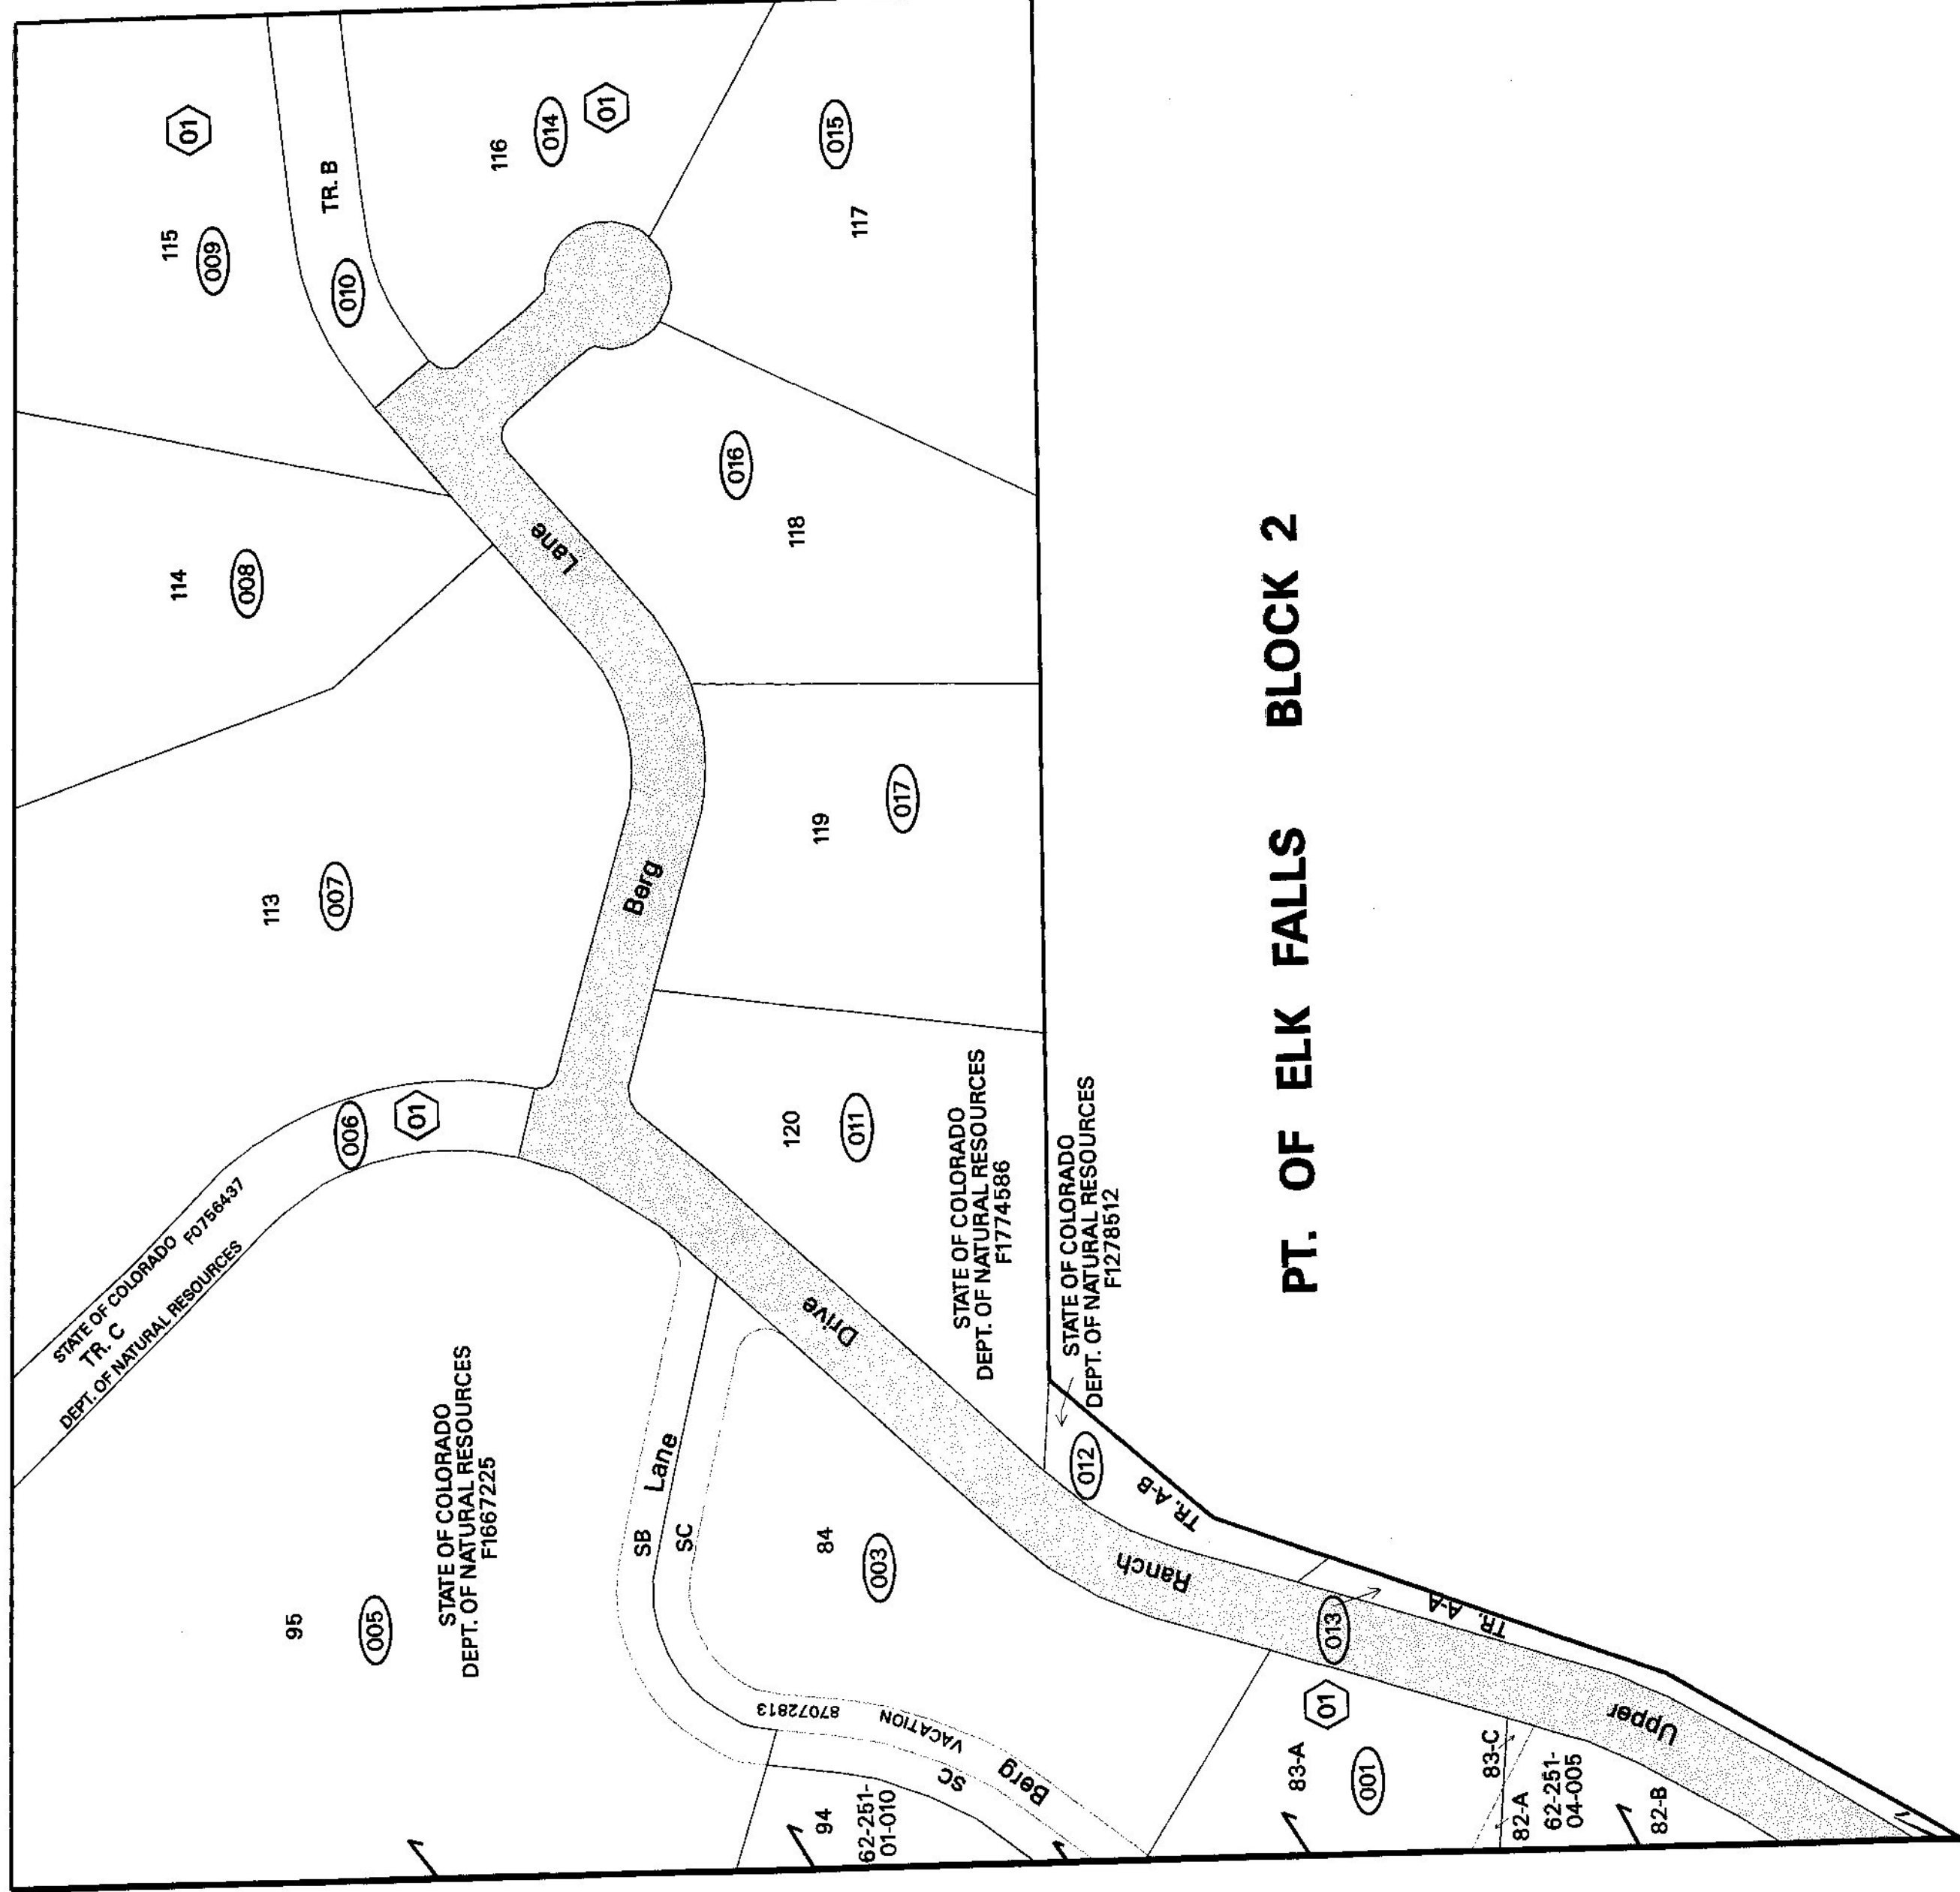 PT. OF ELK FALLS BLOCK 2
115
009
01
TR. B
010
116
014
01
015
117
114
008
016
118
Lane
113
007
Berg
119
017
006
01
STATE OF COLORADO F0756437
TR. C
DEPT. OF NATURAL RESOURCES
120
011
STATE OF COLORADO
DEPT. OF NATURAL RESOURCES
F1774586
STATE OF COLORADO
DEPT. OF NATURAL RESOURCES
F1278512
95
005
STATE OF COLORADO
DEPT. OF NATURAL RESOURCES
F1667225
SB
Lane
SC
Drive
84
003
012
TR. A-B
Ranch
013
TR. A-A
Upper
87072813
VACATION
SC
Berg
94
62-251-
01-010
83-A
01
001
83-C
82-A
62-251-
04-005
82-B